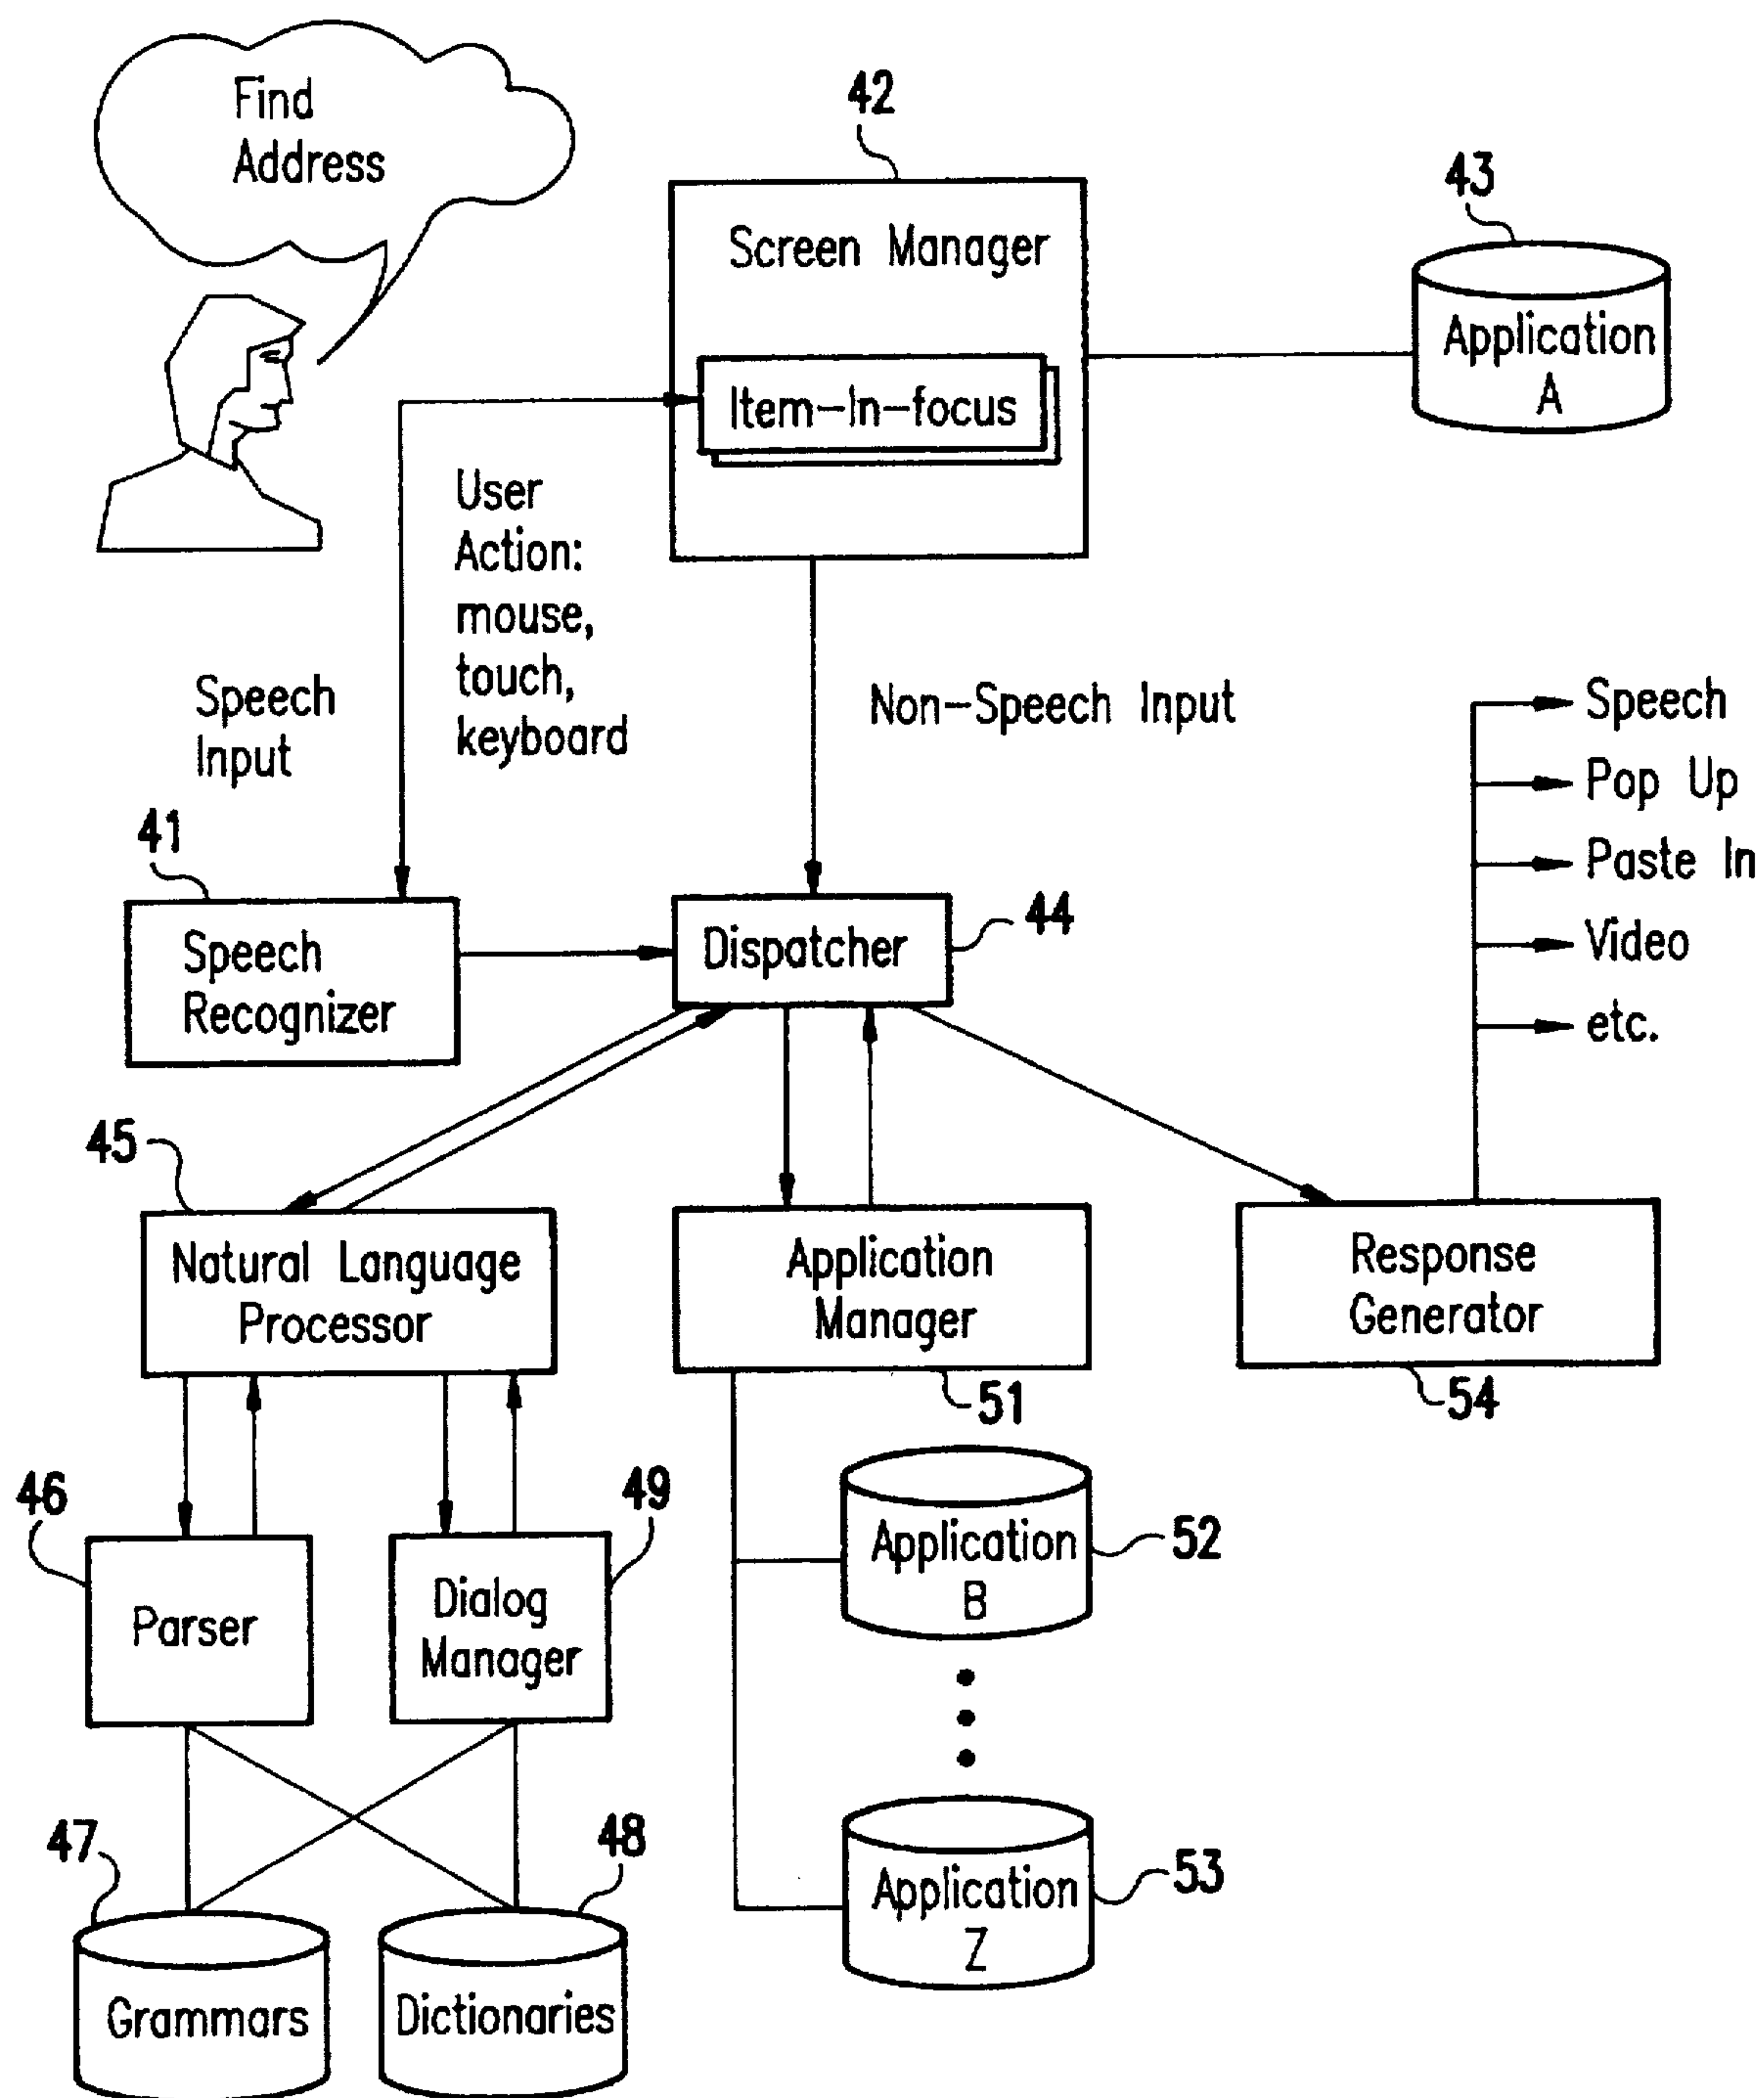 Find
Address
42
43
Screen Manager
Application
A
Item-In-focus
User
Action:
mouse,
touch,
keyboard
Speech
Input
Non-Speech Input
Speech
Pop Up
Paste In
Video
etc.
41
Speech
Recognizer
Dispatcher
44
45
Natural Language
Processor
Application
Manager
51
Response
Generator
54
46
Parser
49
Dialog
Manager
Application
B
52
47
Grammars
48
Dictionaries
Application
Z
53